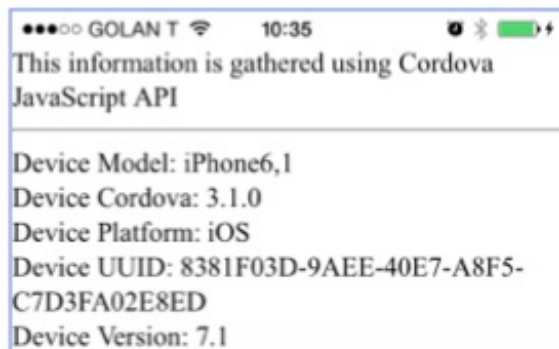 GOLAN T 10:35
This information is gathered using Cordova
JavaScript API
Device Model: iPhone6,1
Device Cordova: 3.1.0
Device Platform: iOS
Device UUID: 8381F03D-9AEE-40E7-A8F5-
C7D3FA02E8ED
Device Version: 7.1